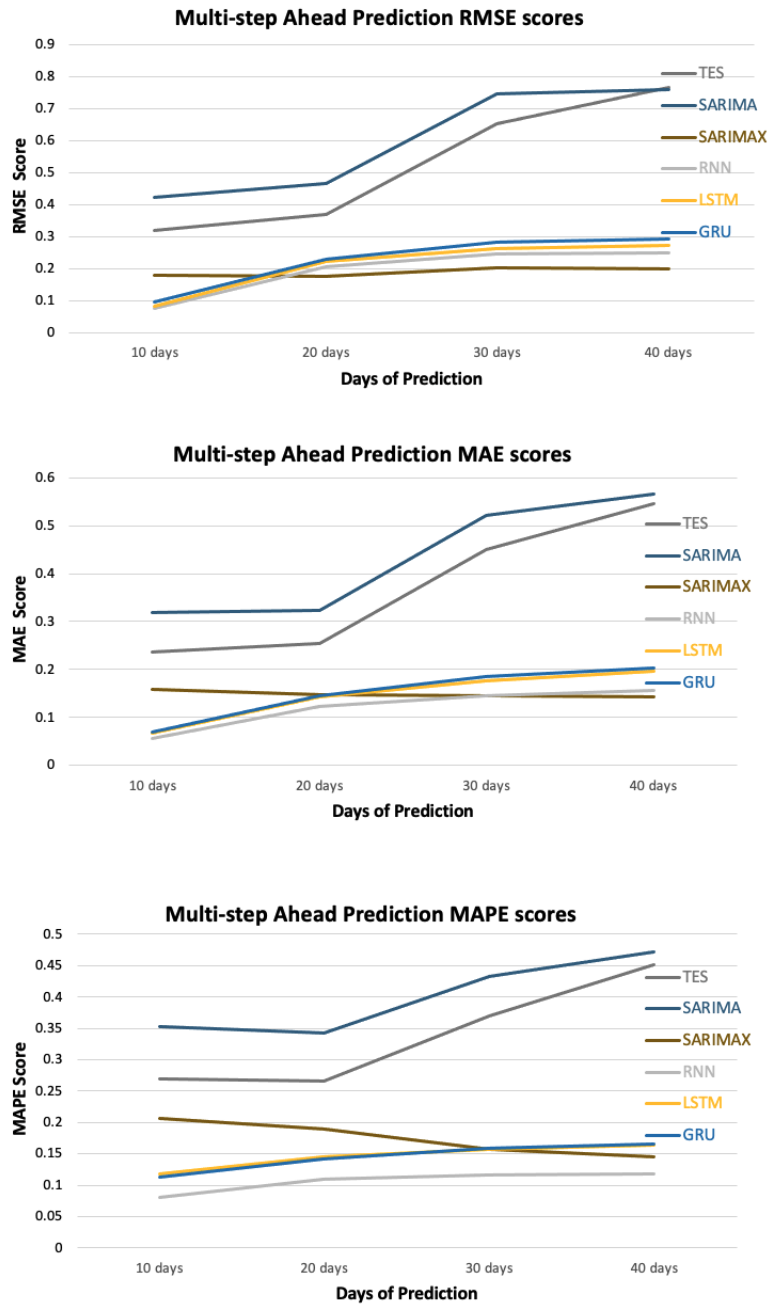 Multi-step Ahead Prediction RMSE scores
0.9
0.8
0.7
0.6
0.5
0.4
0.3
0.2
0.1
0
RMSE Score
TES
SARIMA
SARIMAX
RNN
LSTM
GRU
10 days 20 days 30 days 40 days
Days of Prediction
Multi-step Ahead Prediction MAE scores
0.6
0.5
0.4
0.3
0.2
0.1
0
MAE Score
TES
SARIMA
SARIMAX
RNN
LSTM
GRU
10 days 20 days 30 days 40 days
Days of Prediction
Multi-step Ahead Prediction MAPE scores
0.5
0.45
0.4
0.35
0.3
0.25
0.2
0.15
0.1
0.05
0
MAPE Score
TES
SARIMA
SARIMAX
RNN
LSTM
GRU
10 days 20 days 30 days 40 days
Days of Prediction